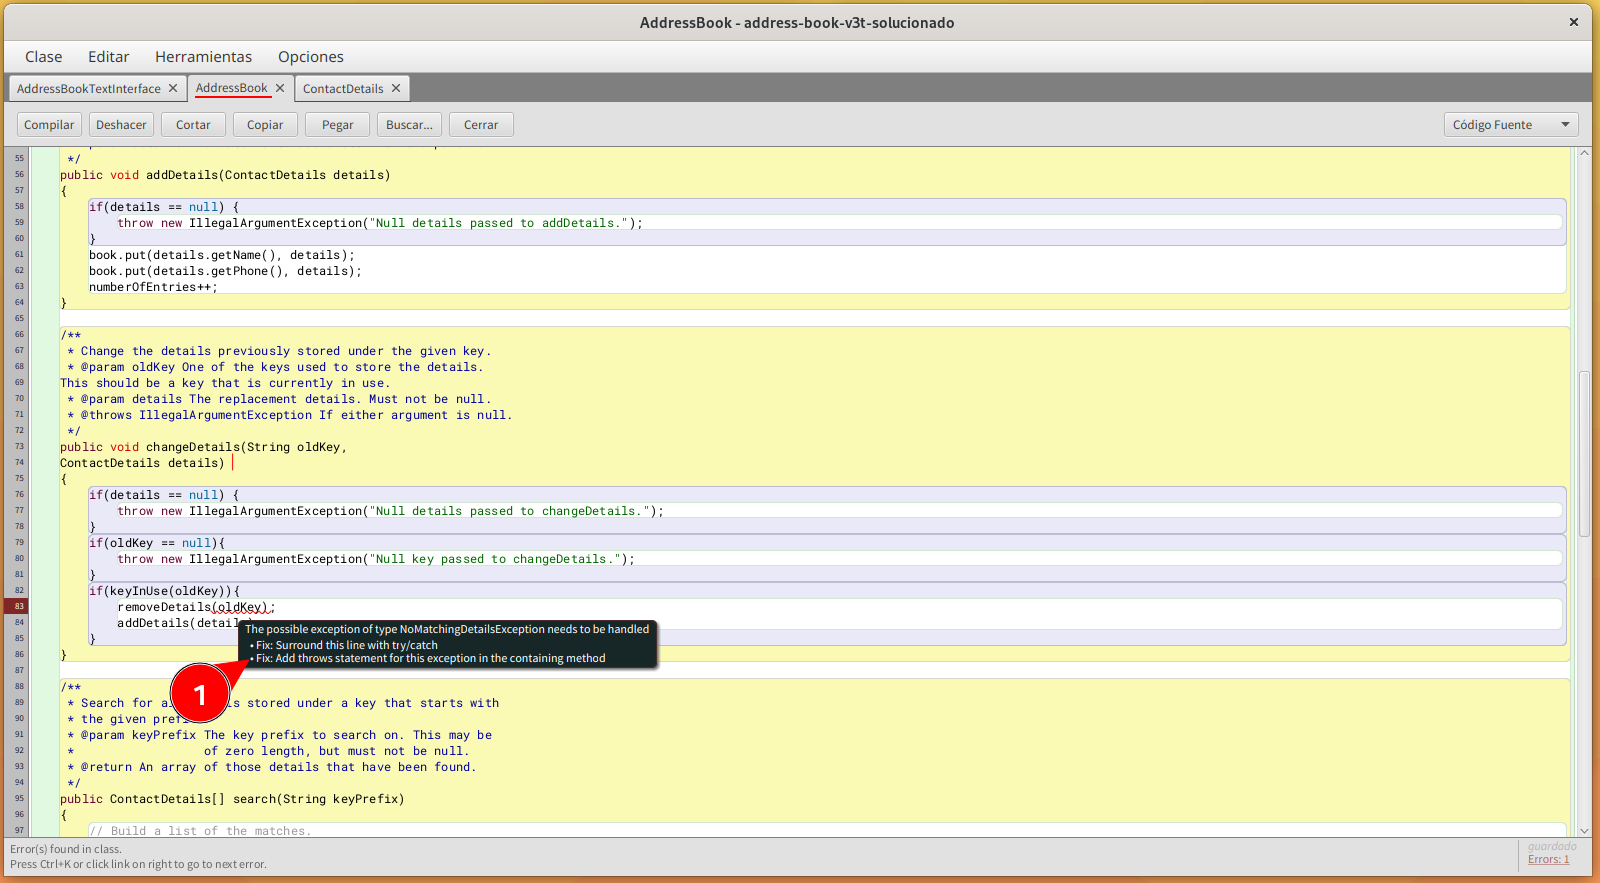 AddressBook - address-book-v3t-solucionado
Clase Editar Herramientas Opciones
AddressBookTextInterface AddressBook ContactDetails
Compilar Deshacer Cortar Copiar Pegar Buscar... Cerrar Código Fuente
55 */
56 public void addDetails(ContactDetails details)
57 {
58 if(details == null) {
59 throw new IllegalArgumentException("Null details passed to addDetails.");
60 }
61 book.put(details.getName(), details);
62 book.put(details.getPhone(), details);
63 numberOfEntries++;
64 }
65
66 /**
67 * Change the details previously stored under the given key.
68 * @param oldKey One of the keys used to store the details.
69 This should be a key that is currently in use.
70 * @param details The replacement details. Must not be null.
71 * @throws IllegalArgumentException If either argument is null.
72 */
73 public void changeDetails(String oldKey,
74 ContactDetails details)
75 {
76 if(details == null) {
77 throw new IllegalArgumentException("Null details passed to changeDetails.");
78 }
79 if(oldKey == null){
80 throw new IllegalArgumentException("Null key passed to changeDetails.");
81 }
82 if(keyInUse(oldKey)){
83 removeDetails(oldKey);
84 addDetails(detail
The possible exception of type NoMatchingDetailsException needs to be handled
85 }
• Fix: Surround this line with try/catch
86 }
• Fix: Add throws statement for this exception in the containing method
87
1
88 /**
89 * Search for a s stored under a key that starts with
90 * the given pref
91 * @param keyPrefix The key prefix to search on. This may be
92 * of zero length, but must not be null.
93 * @return An array of those details that have been found.
94 */
95 public ContactDetails[] search(String keyPrefix)
96 {
97 // Build a list of the matches.
Error(s) found in class.
Press Ctrl+K or click link on right to go to next error.
guardado
Errors: 1